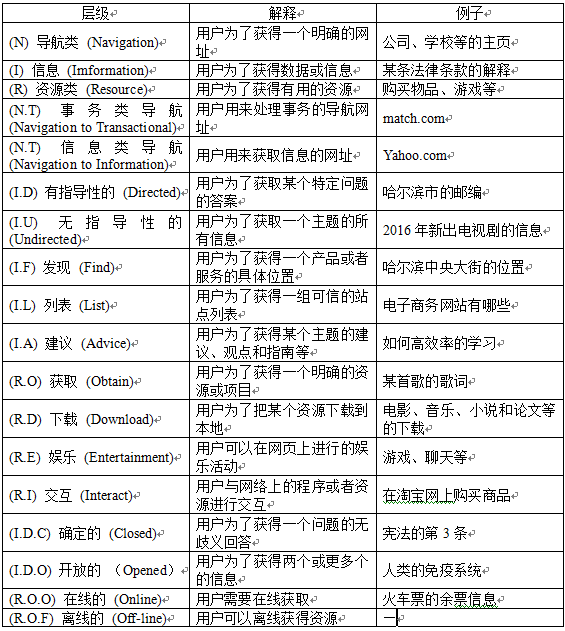 层级 解释 例子
(N) 导航类 (Navigation) 用户为了获得一个明确的网址 公司、学校等的主页
(I) 信息 (Imformation) 用户为了获得数据或信息 某条法律条款的解释
(R) 资源类 (Resource) 用户为了获得有用的资源 购买物品、游戏等
(N.T) 事务类导航 (Navigation to Transactional) 用户用来处理事务的导航网址 match.com
(N.T) 信息类导航 (Navigation to Information) 用户用来获取信息的网址 Yahoo.com
(I.D) 有指导性的 (Directed) 用户为了获取某个特定问题的答案 哈尔滨市的邮编
(I.U) 无指导性的 (Undirected) 用户为了获取一个主题的所有信息 2016年新出电视剧的信息
(I.F) 发现 (Find) 用户为了获得一个产品或者服务的具体位置 哈尔滨中央大街的位置
(I.L) 列表 (List) 用户为了获得一组可信的站点列表 电子商务网站有哪些
(I.A) 建议 (Advice) 用户为了获得某个主题的建议、观点和指南等 如何高效率的学习
(R.O) 获取 (Obtain) 用户为了获得一个明确的资源或项目 某首歌的歌词
(R.D) 下载 (Download) 用户为了把某个资源下载到本地 电影、音乐、小说和论文等的下载
(R.E) 娱乐 (Entertainment) 用户可以在网页上进行的娱乐活动 游戏、聊天等
(R.I) 交互 (Interact) 用户与网络上的程序或者资源进行交互 在淘宝网上购买商品
(I.D.C) 确定的 (Closed) 用户为了获得一个问题的无歧义回答 宪法的第3条
(I.D.O) 开放的 （Opened） 用户为了获得两个或更多个的信息 人类的免疫系统
(R.O.O) 在线的 (Online) 用户需要在线获取 火车票的余票信息
(R.O.F) 离线的 (Off-line) 用户可以离线获得资源 一